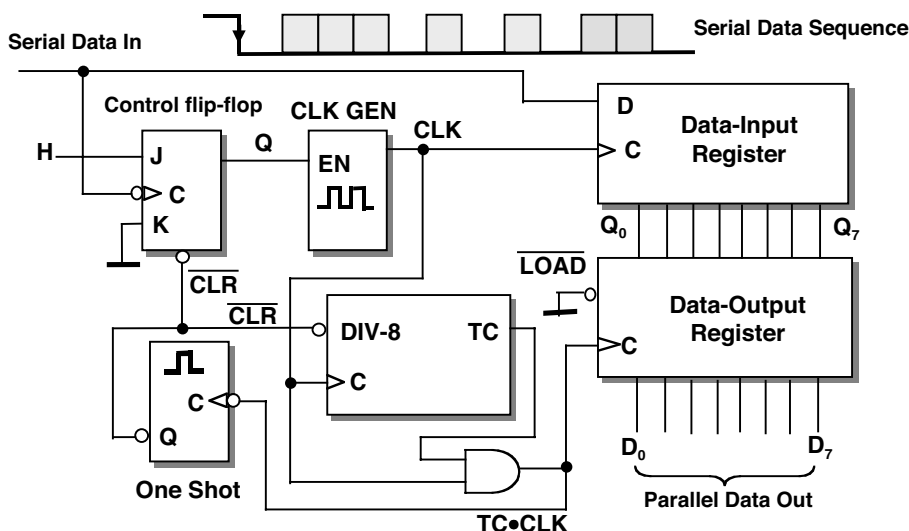 Serial Data In
Serial Data Sequence
Control flip-flop
CLK GEN
CLK
H
J
Q
EN
D
Data-Input
Register
C
C
K
Q₀
Q₇
CLR
LOAD
CLR
DIV-8
TC
Data-Output
Register
C
C
C
Q
D₀
D₇
One Shot
Parallel Data Out
TC●CLK